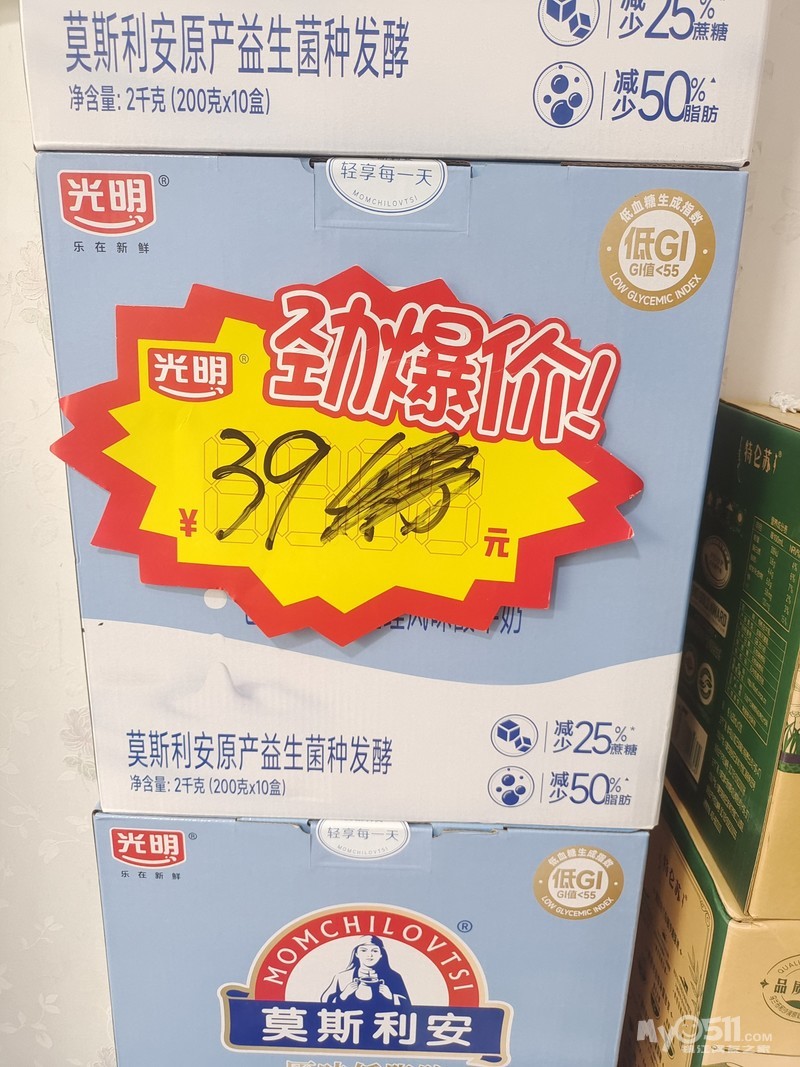 莫斯利安原产益生菌种发酵
净含量: 2千克 (200克x10盒)
减少25%蔗糖
减少50%脂肪
光明®
乐在新鲜
轻享每一天
MOMCHILOVTSI
低血糖生成指数
低GI
GI值<55
LOW GLYCEMIC INDEX
光明®
劲爆价!
¥ 39 元
莫斯利安原产益生菌种发酵
净含量: 2千克 (200克x10盒)
减少25%*蔗糖
减少50%脂肪
光明®
乐在新鲜
轻享每一天
MOMCHILOVTSI
低血糖生成指数
低GI
GI值<55
LOW GLYCEMIC INDEX
MOMCHILOVTSI®
莫斯利安
特仑苏
MyO511.COM